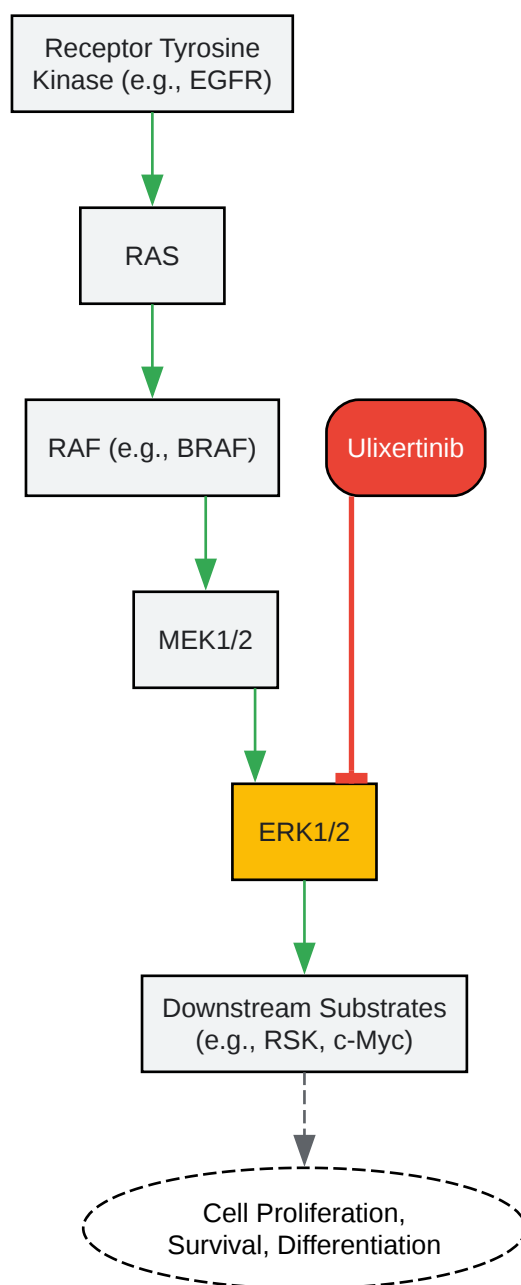 Receptor Tyrosine
Kinase (e.g., EGFR)
RAS
RAF (e.g., BRAF)
Ulixertinib
MEK1/2
ERK1/2
Downstream Substrates
(e.g., RSK, c-Myc)
Cell Proliferation,
Survival, Differentiation